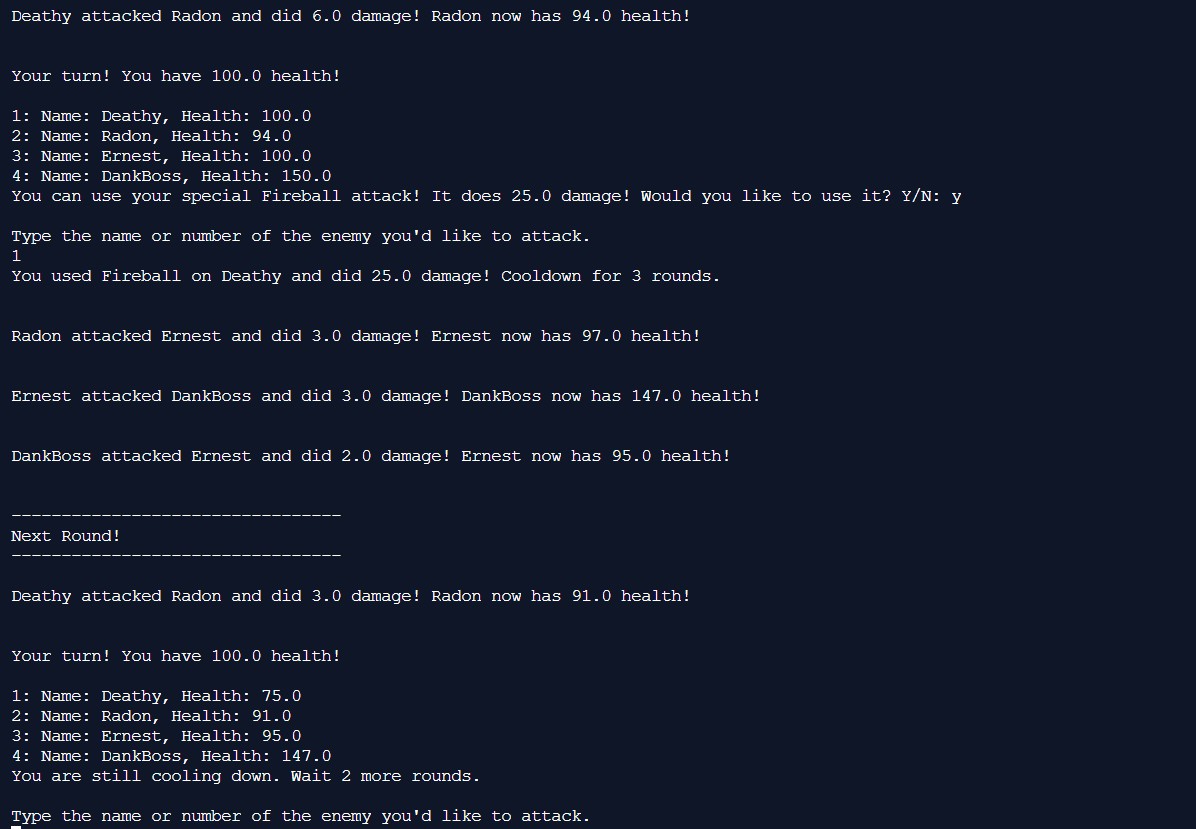 Deathy attacked Radon and did 6.0 damage! Radon now has 94.0 health!
Your turn! You have 100.0 health!
1: Name: Deathy, Health: 100.0
2: Name: Radon, Health: 94.0
3: Name: Ernest, Health: 100.0
4: Name: DankBoss, Health: 150.0
You can use your special Fireball attack! It does 25.0 damage! Would you like to use it? Y/N: y
Type the name or number of the enemy you'd like to attack.
1
You used Fireball on Deathy and did 25.0 damage! Cooldown for 3 rounds.
Radon attacked Ernest and did 3.0 damage! Ernest now has 97.0 health!
Ernest attacked DankBoss and did 3.0 damage! DankBoss now has 147.0 health!
DankBoss attacked Ernest and did 2.0 damage! Ernest now has 95.0 health!
---------------------------------
Next Round!
---------------------------------
Deathy attacked Radon and did 3.0 damage! Radon now has 91.0 health!
Your turn! You have 100.0 health!
1: Name: Deathy, Health: 75.0
2: Name: Radon, Health: 91.0
3: Name: Ernest, Health: 95.0
4: Name: DankBoss, Health: 147.0
You are still cooling down. Wait 2 more rounds.
Type the name or number of the enemy you'd like to attack.